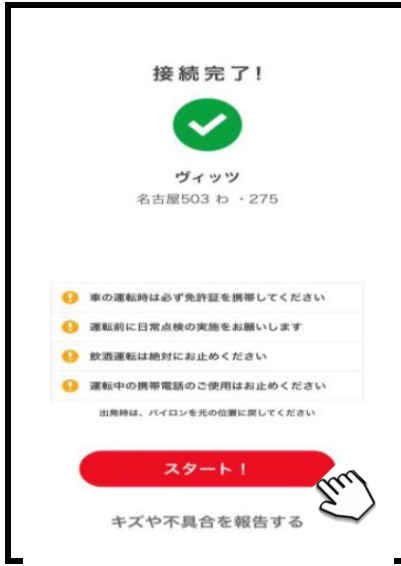 接続完了!
ヴィッツ
名古屋503 わ ・275
車の運転時は必ず免許証を携帯してください
運転前に日常点検の実施をお願いします
飲酒運転は絶対にお止めください
運転中の携帯電話のご使用はお止めください
出発時は、パイロンを元の位置に戻してください
スタート！
キズや不具合を報告する